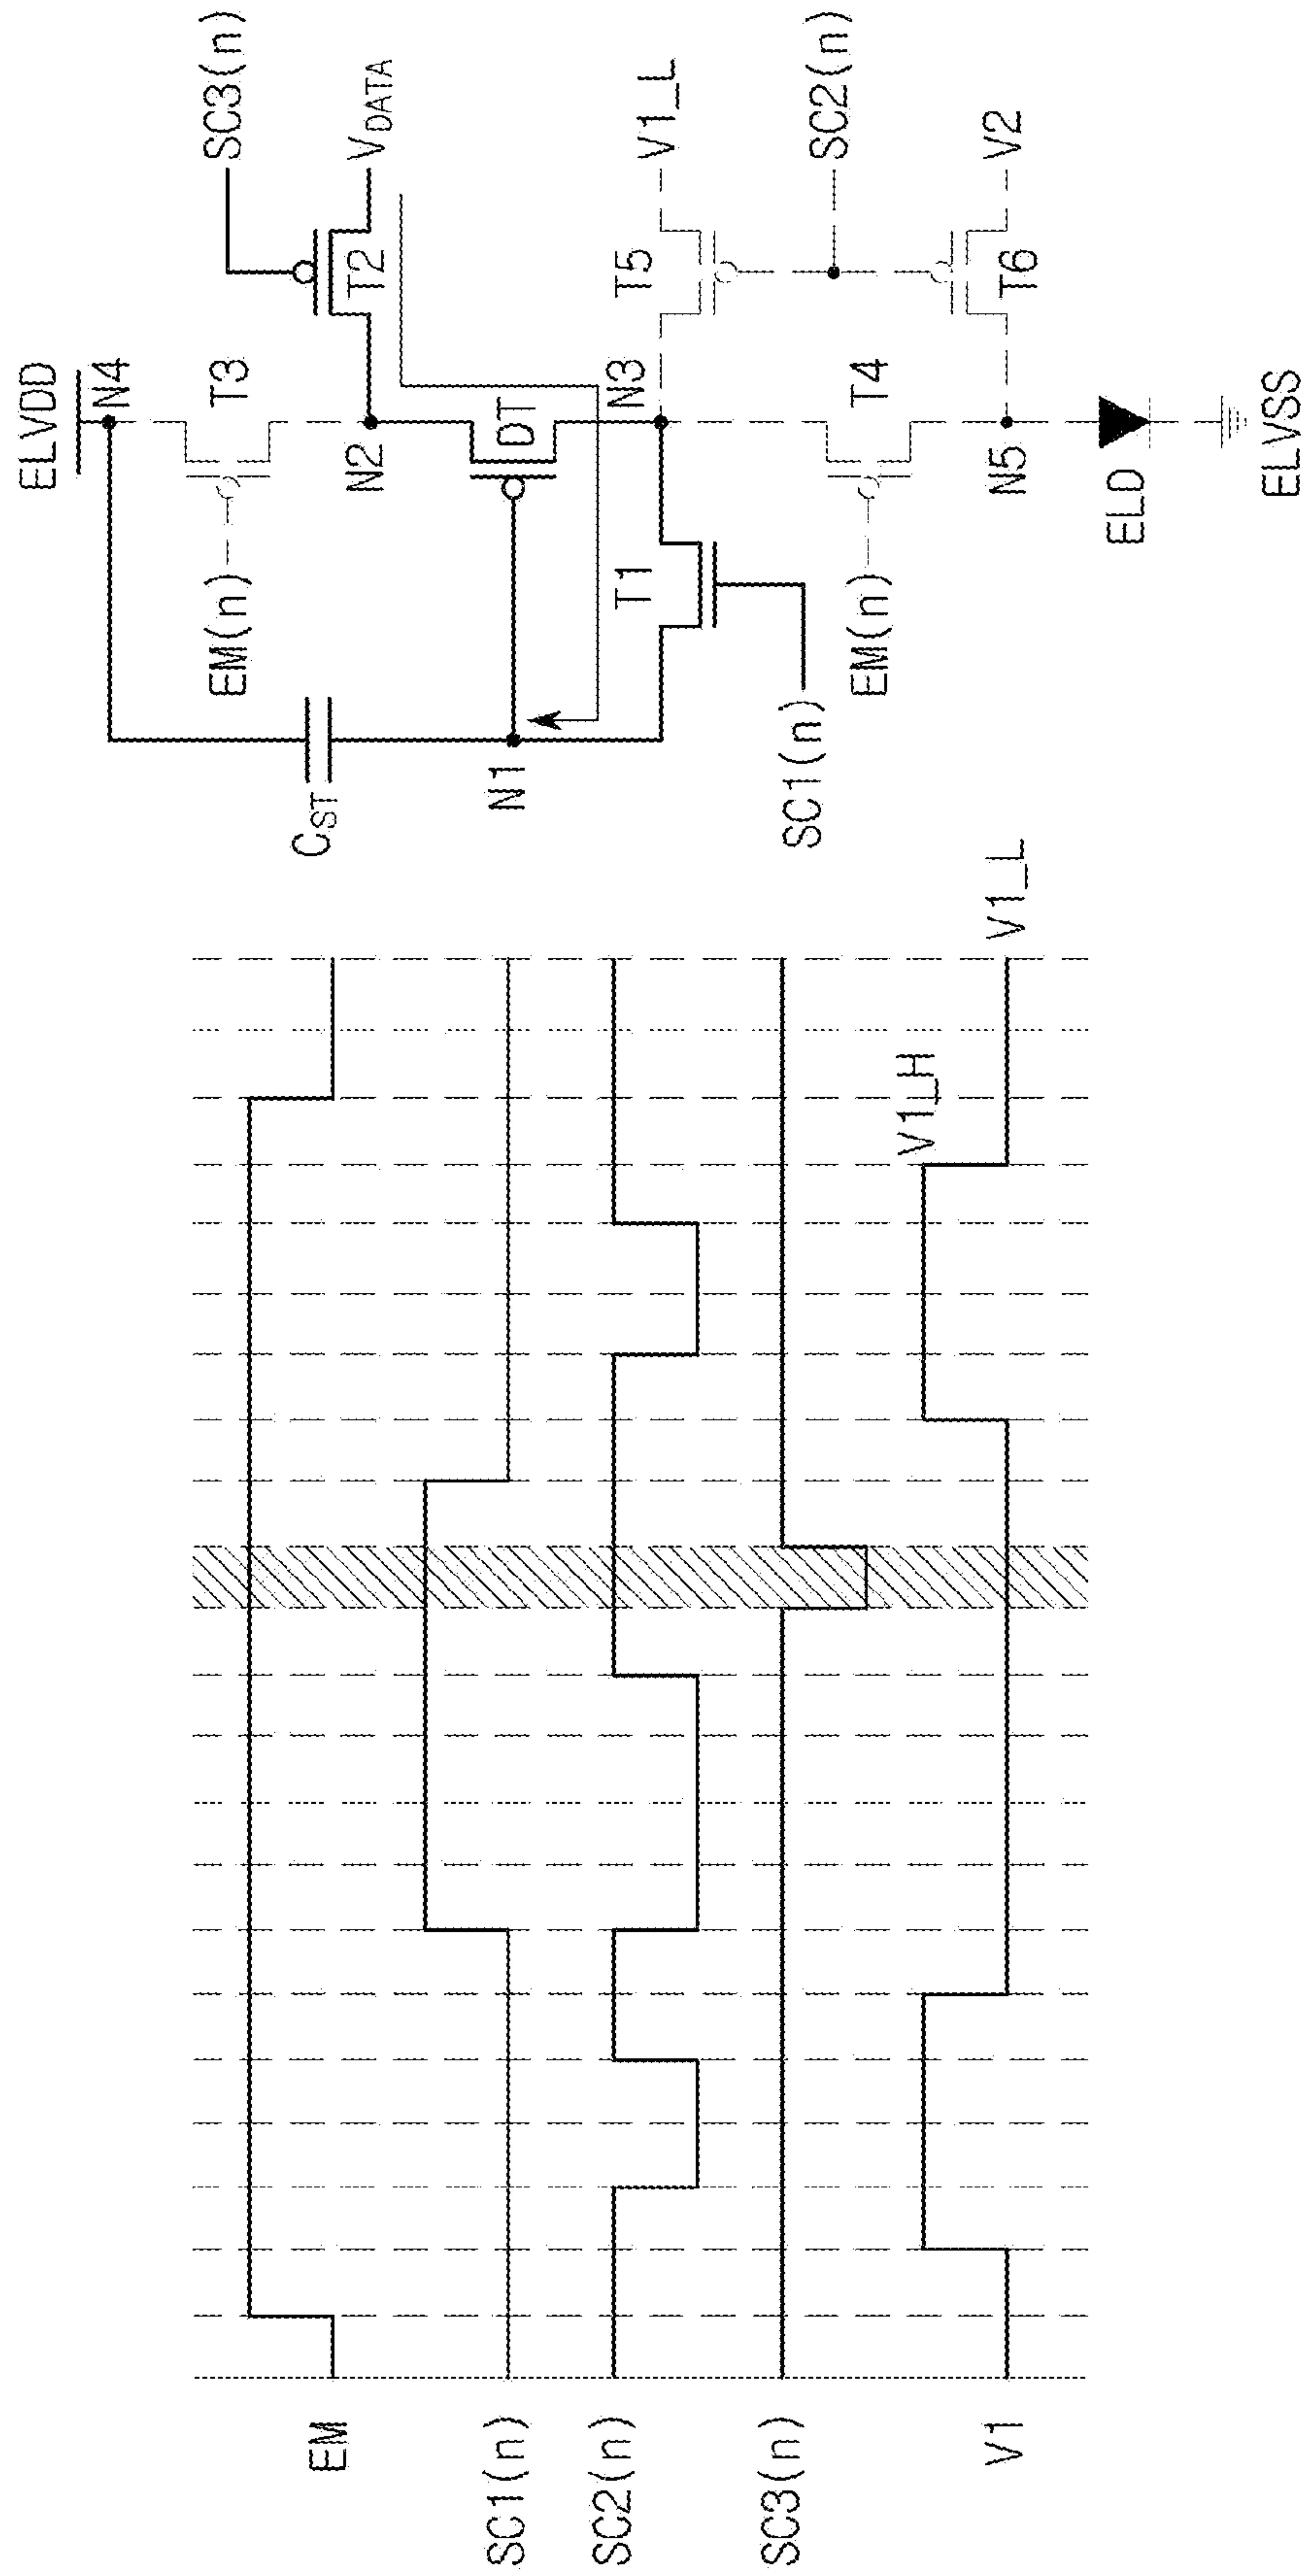 EM
SC1(n)
SC2(n)
SC3(n)
V1
V1_H
V1_L
ELVDD
N4
SC3(n)
T3
EM(n)
T2
V_DATA
C_ST
N2
DT
N1
N3
T1
SC1(n)
T5
V1_L
SC2(n)
T4
EM(n)
T6
V2
N5
ELD
ELVSS